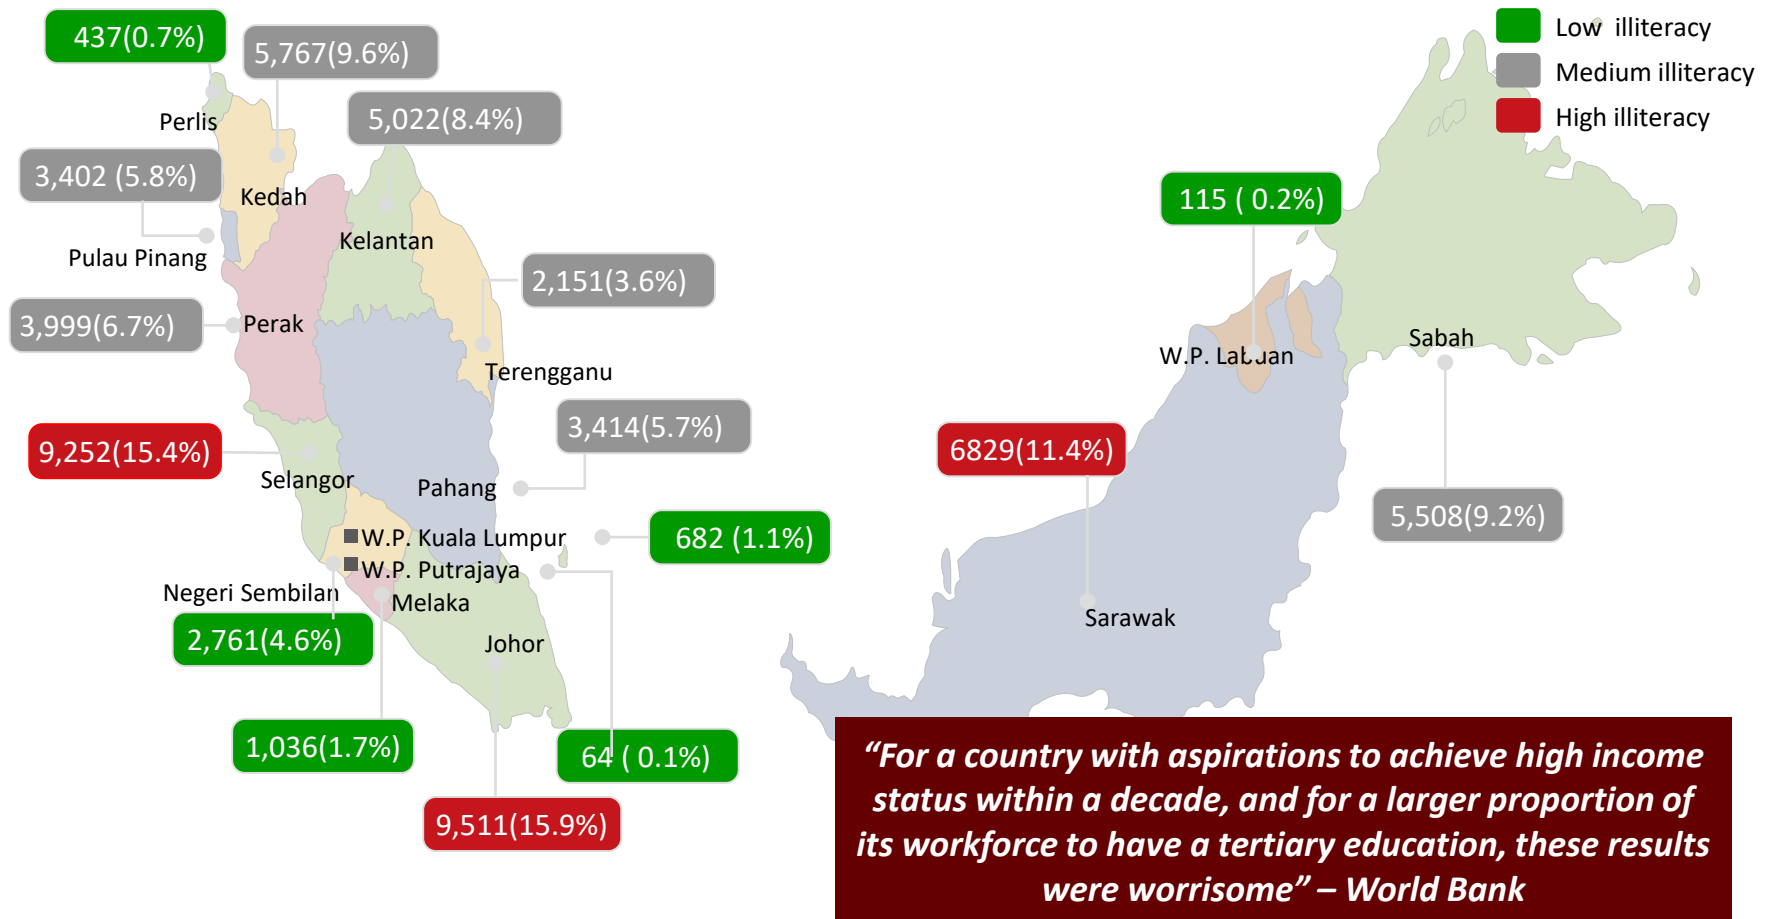 437(0.7%)
5,767(9.6%)
5,022(8.4%)
Perlis
3,402 (5.8%)
Kedah
Kelantan
Pulau Pinang
2,151(3.6%)
3,999(6.7%)
Perak
Terengganu
3,414(5.7%)
9,252(15.4%)
Selangor
Pahang
W.P. Kuala Lumpur
682 (1.1%)
W.P. Putrajaya
Negeri Sembilan
Melaka
2,761(4.6%)
Johor
1,036(1.7%)
64 ( 0.1%)
9,511(15.9%)
Low illiteracy
Medium illiteracy
High illiteracy
115 ( 0.2%)
W.P. Labuan
Sabah
6829(11.4%)
5,508(9.2%)
Sarawak
“For a country with aspirations to achieve high income
status within a decade, and for a larger proportion of
its workforce to have a tertiary education, these results
were worrisome” – World Bank